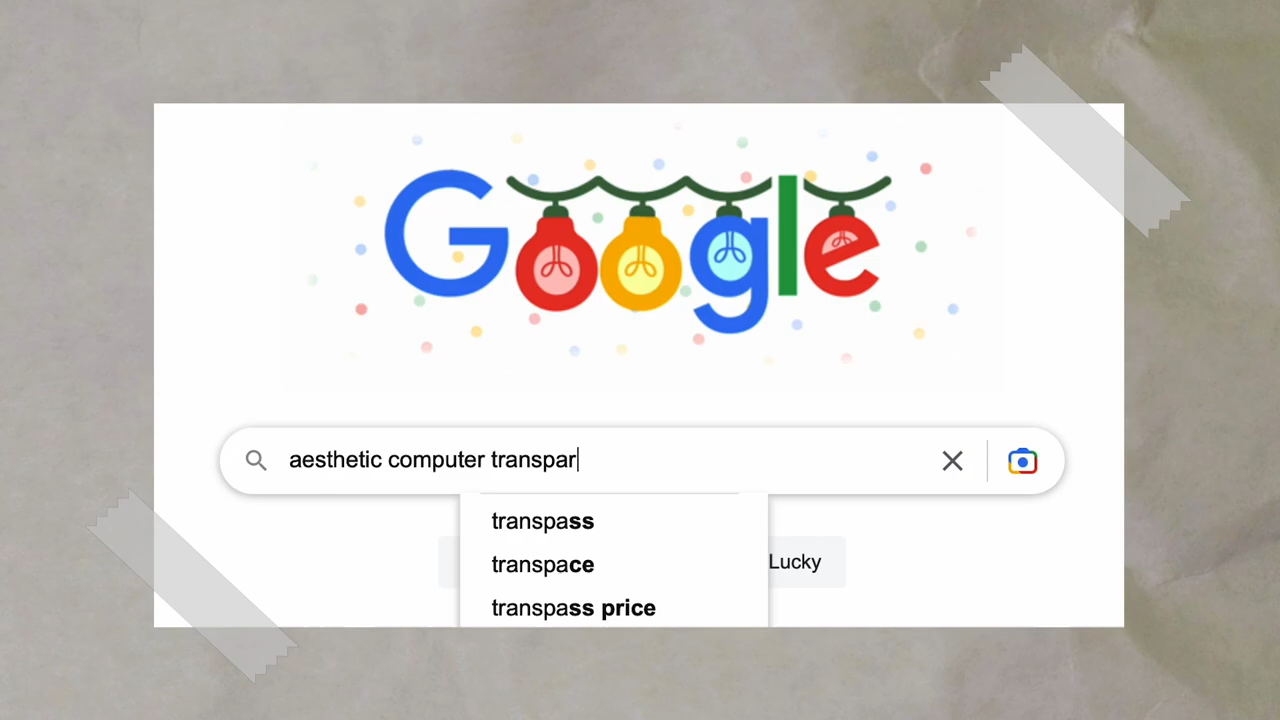 Google
aesthetic computer transpar
transpass
transpace
Lucky
transpass price